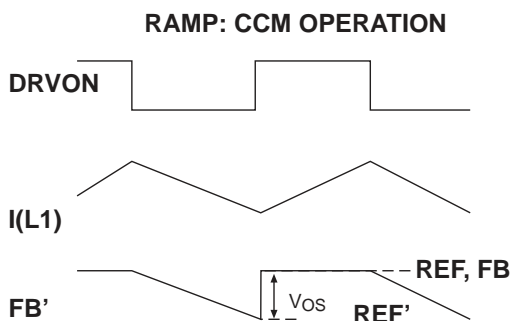 RAMP: CCM OPERATION
DRVON
I(L1)
REF, FB
VOS
FB'
REF'